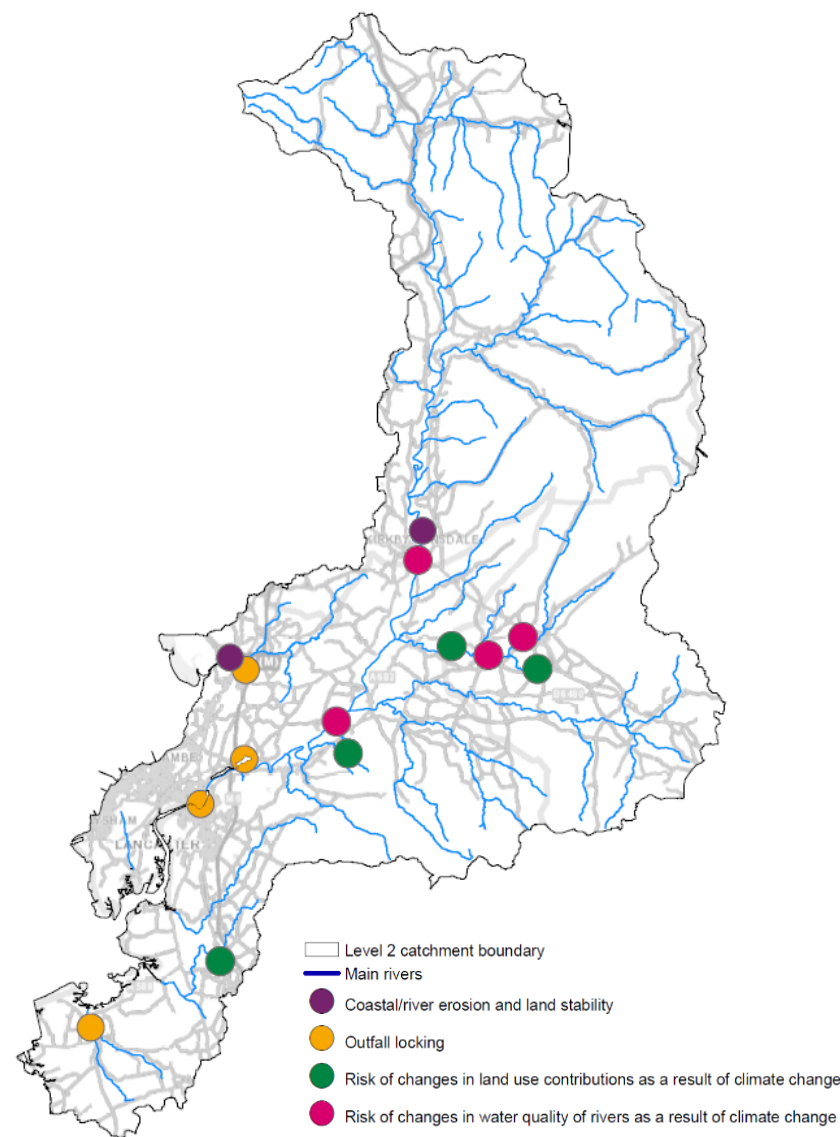 KIRKBY LONSDALE
LANCASTER
Level 2 catchment boundary
Main rivers
Coastal/river erosion and land stability
Outfall locking
Risk of changes in land use contributions as a result of climate change
Risk of changes in water quality of rivers as a result of climate change